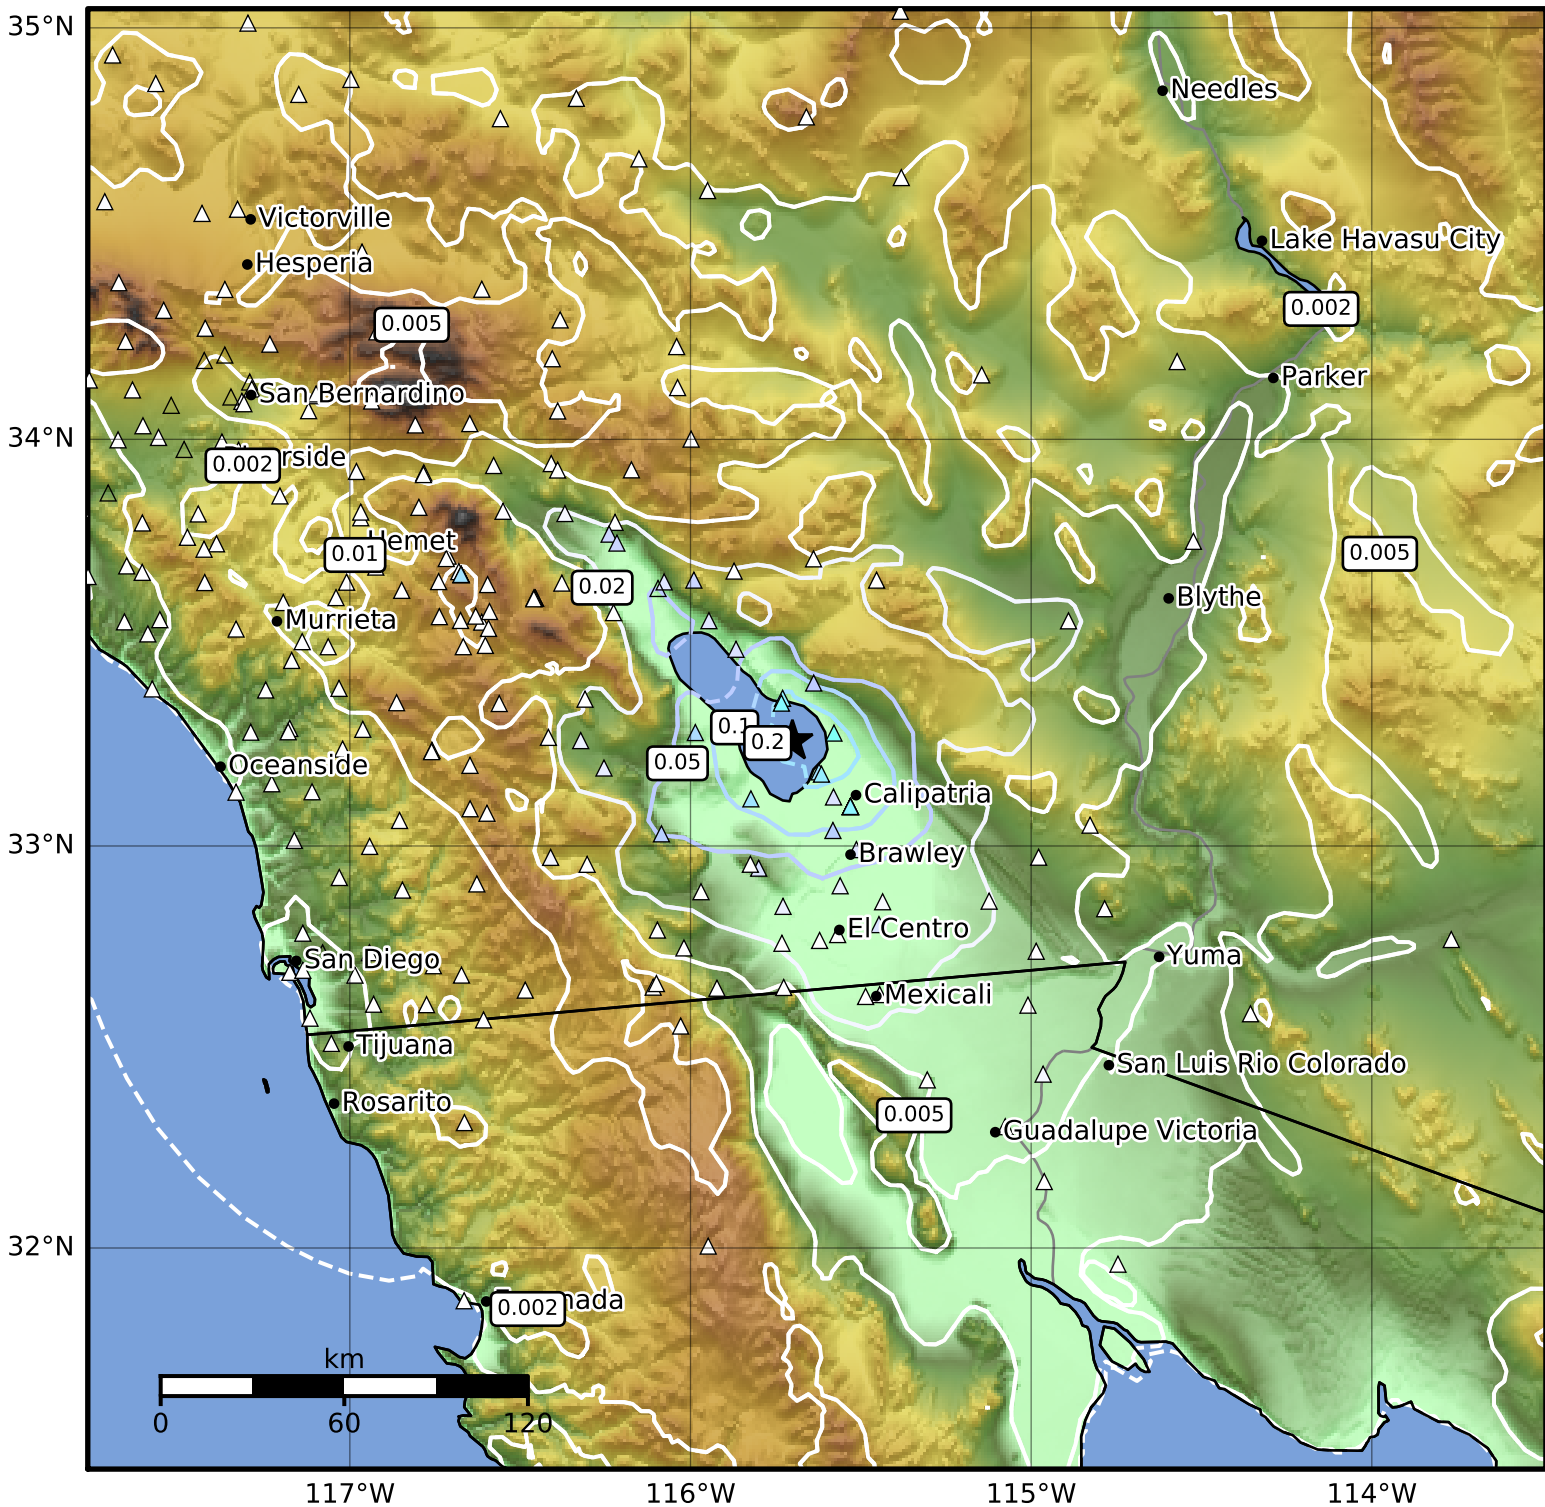 35°N
Needles
Victorville
Lake Havasu City
Hesperia
0.002
0.005
Parker
San Bernardino
34°N
rside
0.002
Hemet
0.01
0.005
0.02
Blythe
Murrieta
0.1
0.2
Oceanside
0.05
Calipatria
33°N
Brawley
El Centro
San Diego
Yuma
Mexicali
Tijuana
San Luis Rio Colorado
Rosarito
0.005
Guadalupe Victoria
32°N
0.002
nada
km
0
60
120
117°W
116°W
115°W
114°W